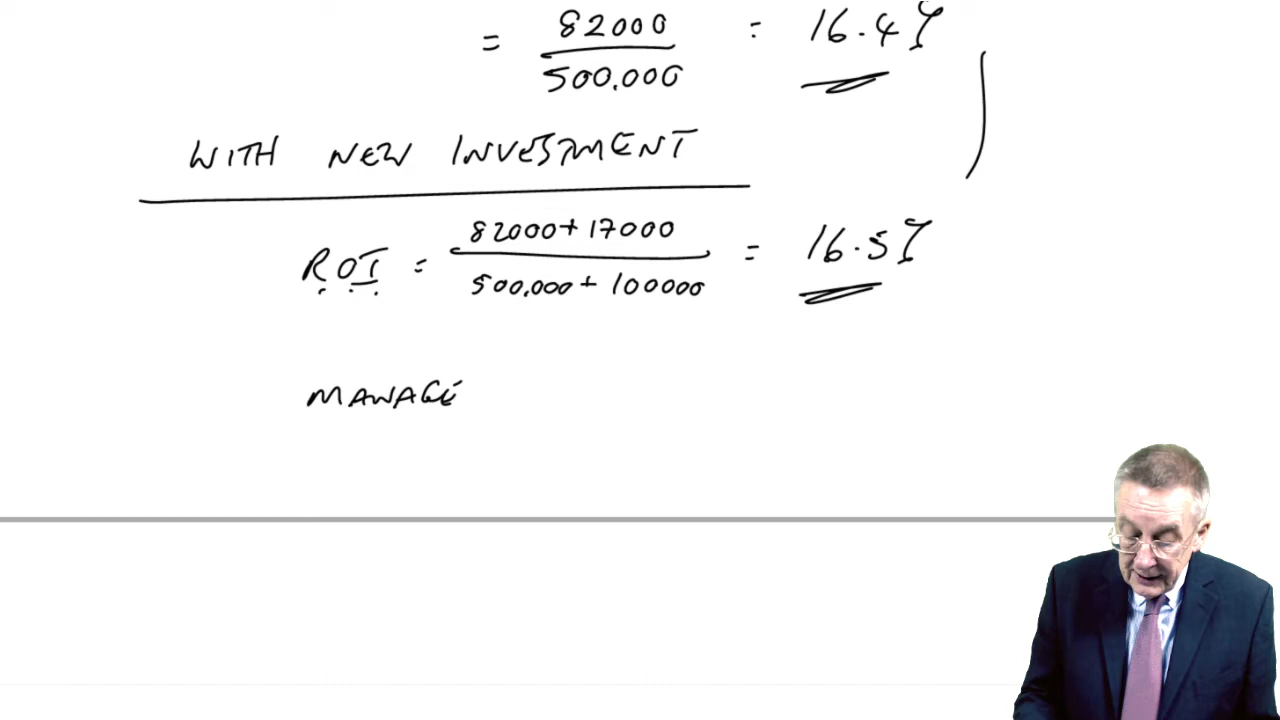 = 82000 / 500,000 = 16.4%
WITH NEW INVESTMENT
ROI = 82000 + 17000 / 500,000 + 100000 = 16.5%
MANAGE